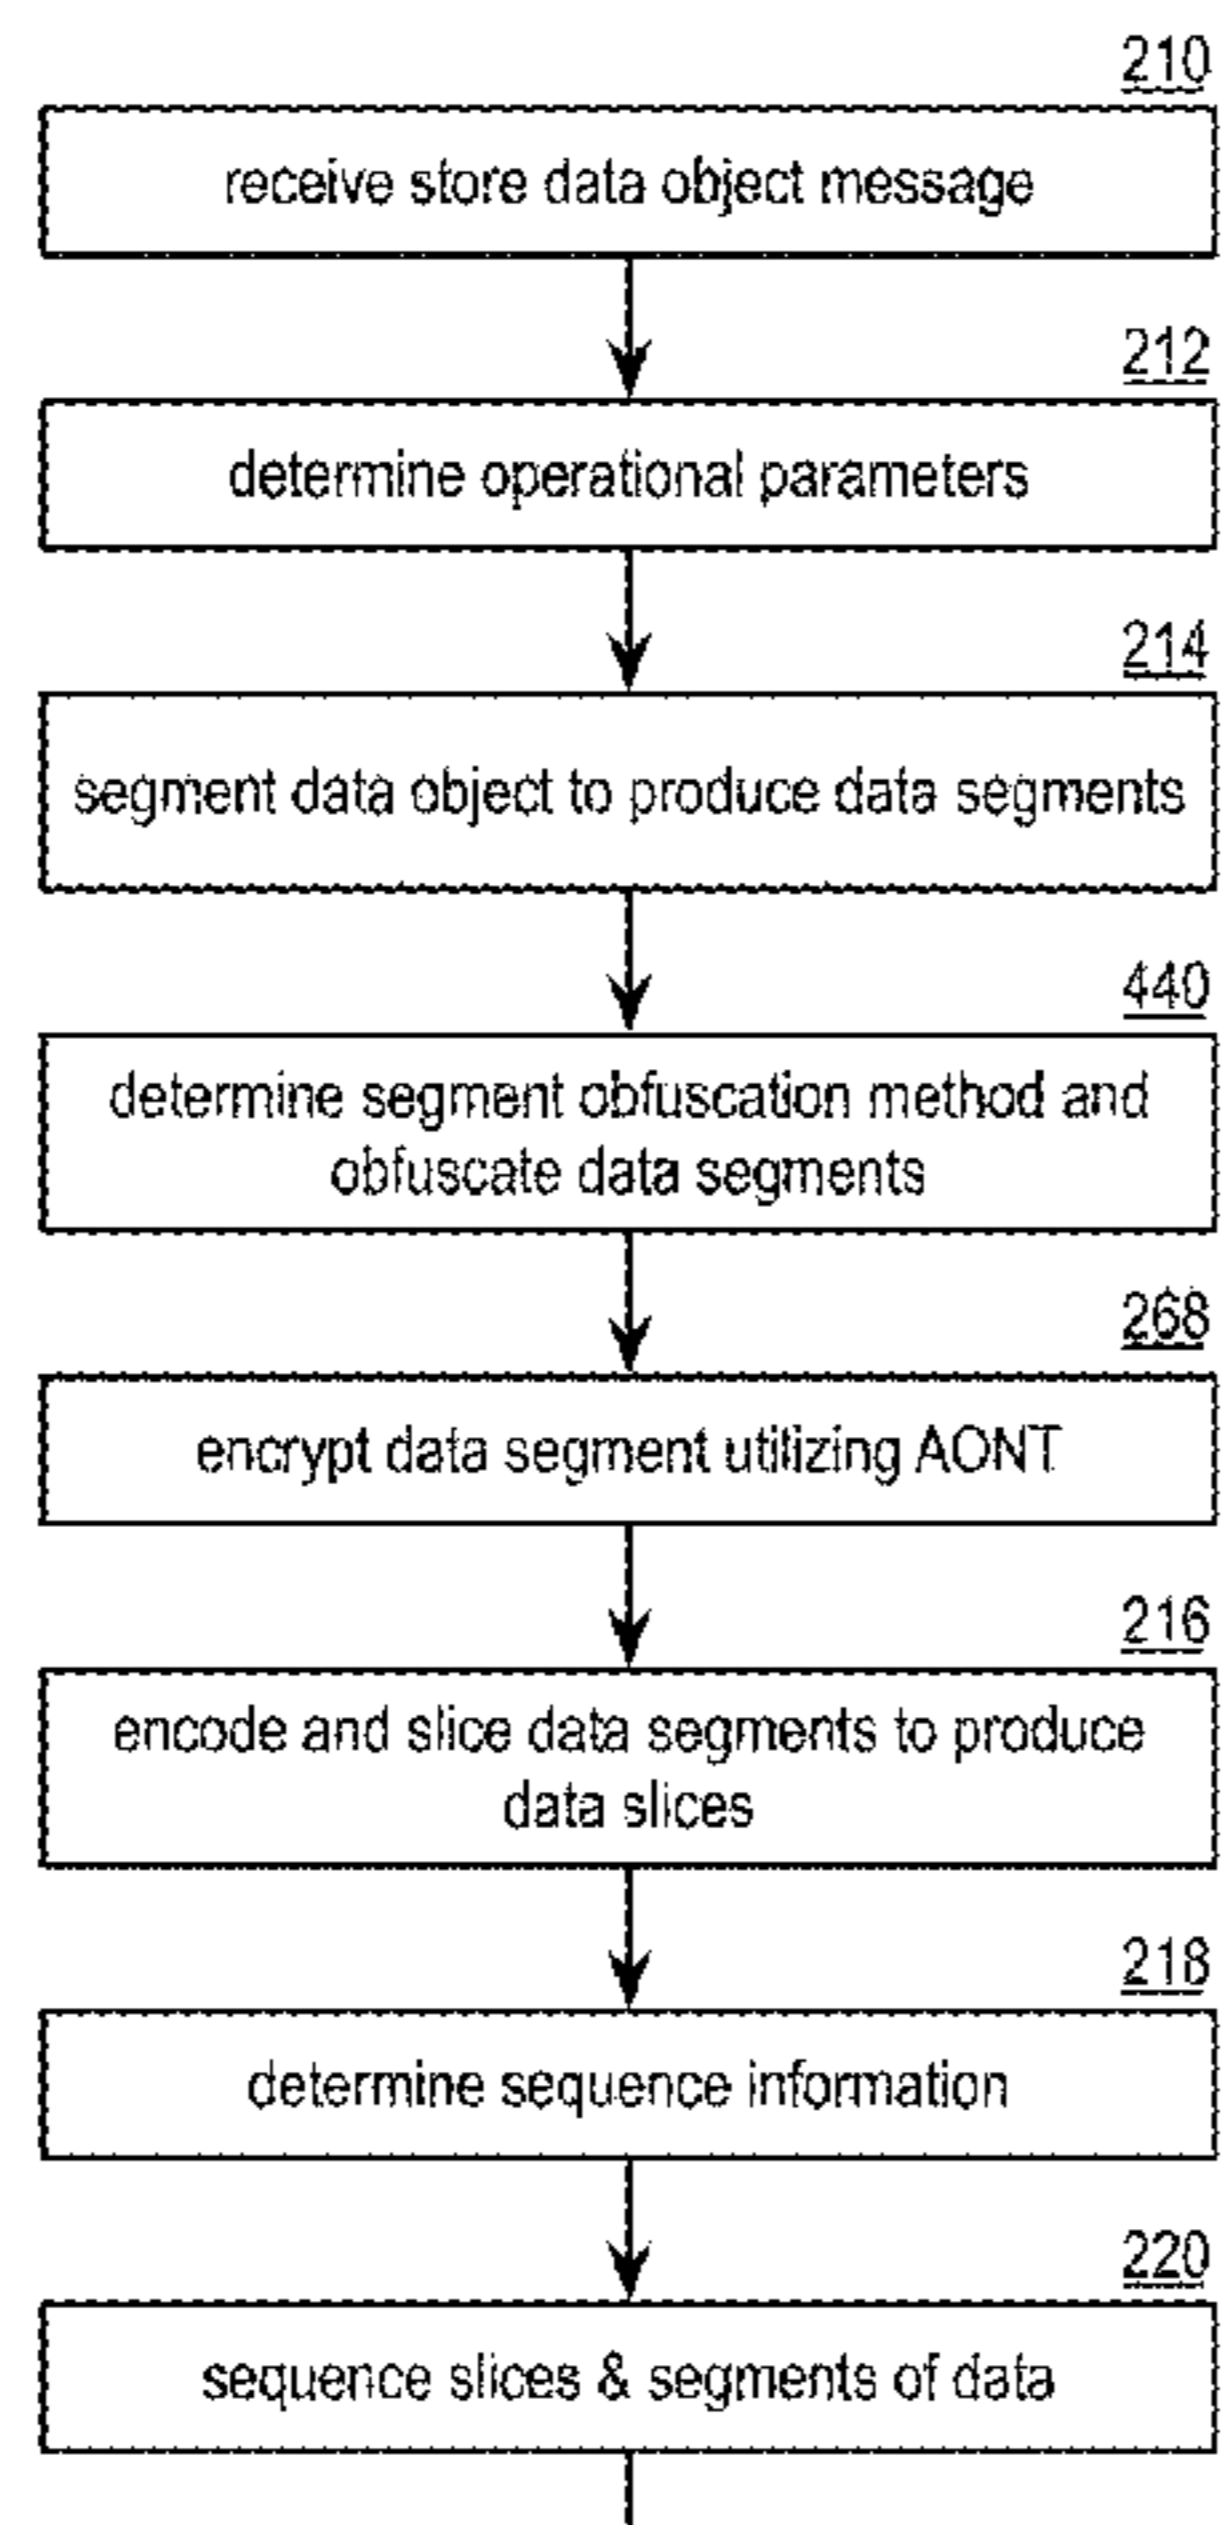 210
receive store data object message
212
determine operational parameters
214
segment data object to produce data segments
440
determine segment obfuscation method and
obfuscate data segments
268
encrypt data segment utilizing AONT
216
encode and slice data segments to produce
data slices
218
determine sequence information
220
sequence slices & segments of data